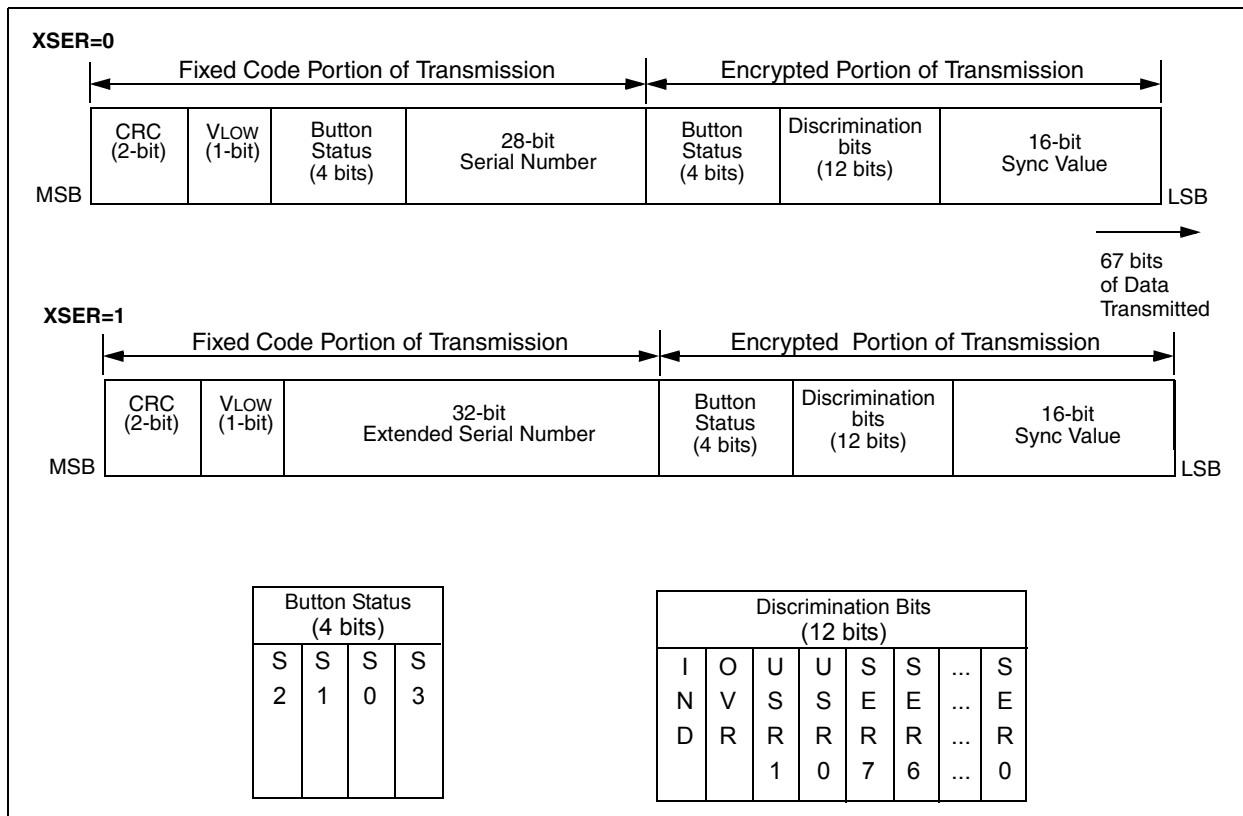 XSER=0
Fixed Code Portion of Transmission
Encrypted Portion of Transmission
CRC
(2-bit)
VLOW
(1-bit)
Button
Status
(4 bits)
28-bit
Serial Number
Button
Status
(4 bits)
Discrimination
bits
(12 bits)
16-bit
Sync Value
MSB
LSB
67 bits
of Data
Transmitted
XSER=1
Fixed Code Portion of Transmission
Encrypted Portion of Transmission
CRC
(2-bit)
VLOW
(1-bit)
32-bit
Extended Serial Number
Button
Status
(4 bits)
Discrimination
bits
(12 bits)
16-bit
Sync Value
MSB
LSB
Button Status
(4 bits)
S S S S
2 1 0 3
Discrimination Bits
(12 bits)
I O U U S S ... S
N V S S E E ... E
D R R R R R ... R
1 0 7 6 ... 0